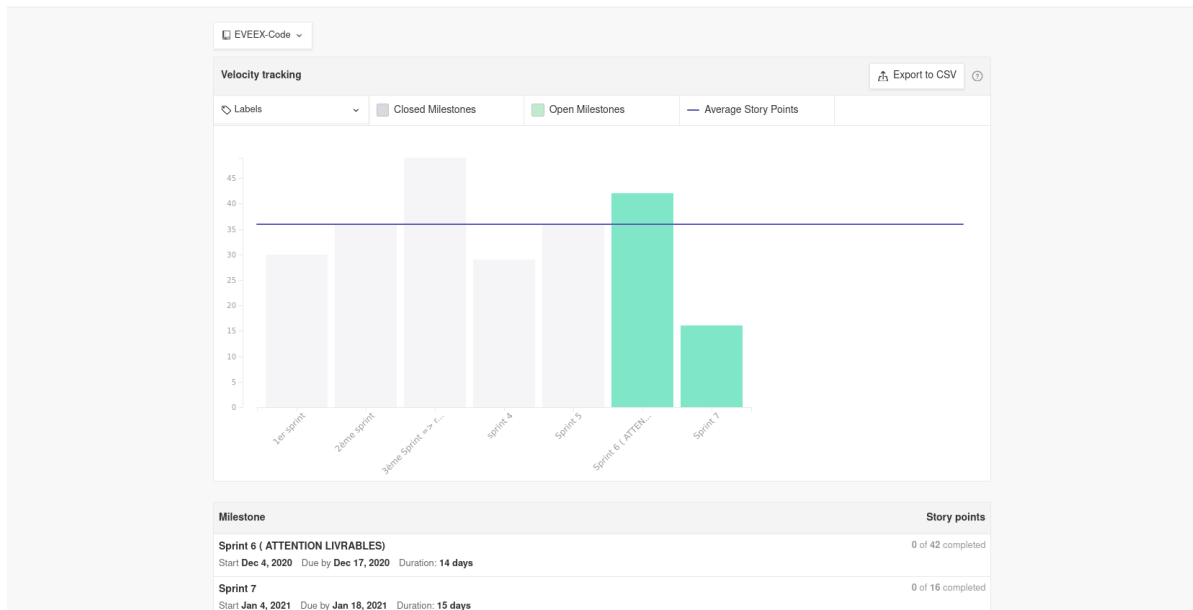 EVEEX-Code
Velocity tracking
Export to CSV
?
Labels
Closed Milestones
Open Milestones
Average Story Points
45
40
35
30
25
20
15
10
5
0
1er sprint
2ème sprint
3ème Sprint => r...
sprint 4
Sprint 5
Sprint 6 ( ATTEN...
Sprint 7
Milestone
Story points
Sprint 6 ( ATTENTION LIVRABLES)
0 of 42 completed
Start Dec 4, 2020 Due by Dec 17, 2020 Duration: 14 days
Sprint 7
0 of 16 completed
Start Jan 4, 2021 Due by Jan 18, 2021 Duration: 15 days